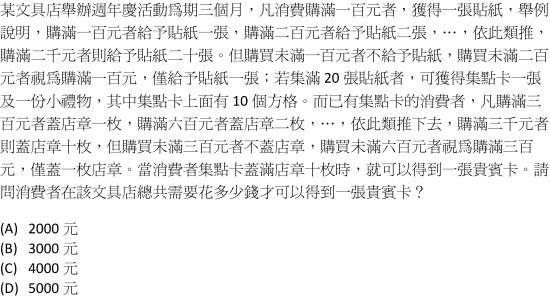 某文具店舉辦週年慶活動為期三個月，凡消費購滿一百元者，獲得一張貼紙，舉例
說明，購滿一百元者給予貼紙一張，購滿二百元者給予貼紙二張，…，依此類推，
購滿二千元者則給予貼紙二十張。但購買未滿一百元者不給予貼紙，購買未滿二百
元者視為購滿一百元，僅給予貼紙一張；若集滿 20 張貼紙者，可獲得集點卡一張
及一份小禮物，其中集點卡上面有 10 個方格。而已有集點卡的消費者，凡購滿三
百元者蓋店章一枚，購滿六百元者蓋店章二枚，…，依此類推下去，購滿三千元者
則蓋店章十枚，但購買未滿三百元者不蓋店章，購買未滿六百元者視為購滿三百
元，僅蓋一枚店章。當消費者集點卡蓋滿店章十枚時，就可以得到一張貴賓卡。請
問消費者在該文具店總共需要花多少錢才可以得到一張貴賓卡？
(A) 2000 元
(B) 3000 元
(C) 4000 元
(D) 5000 元